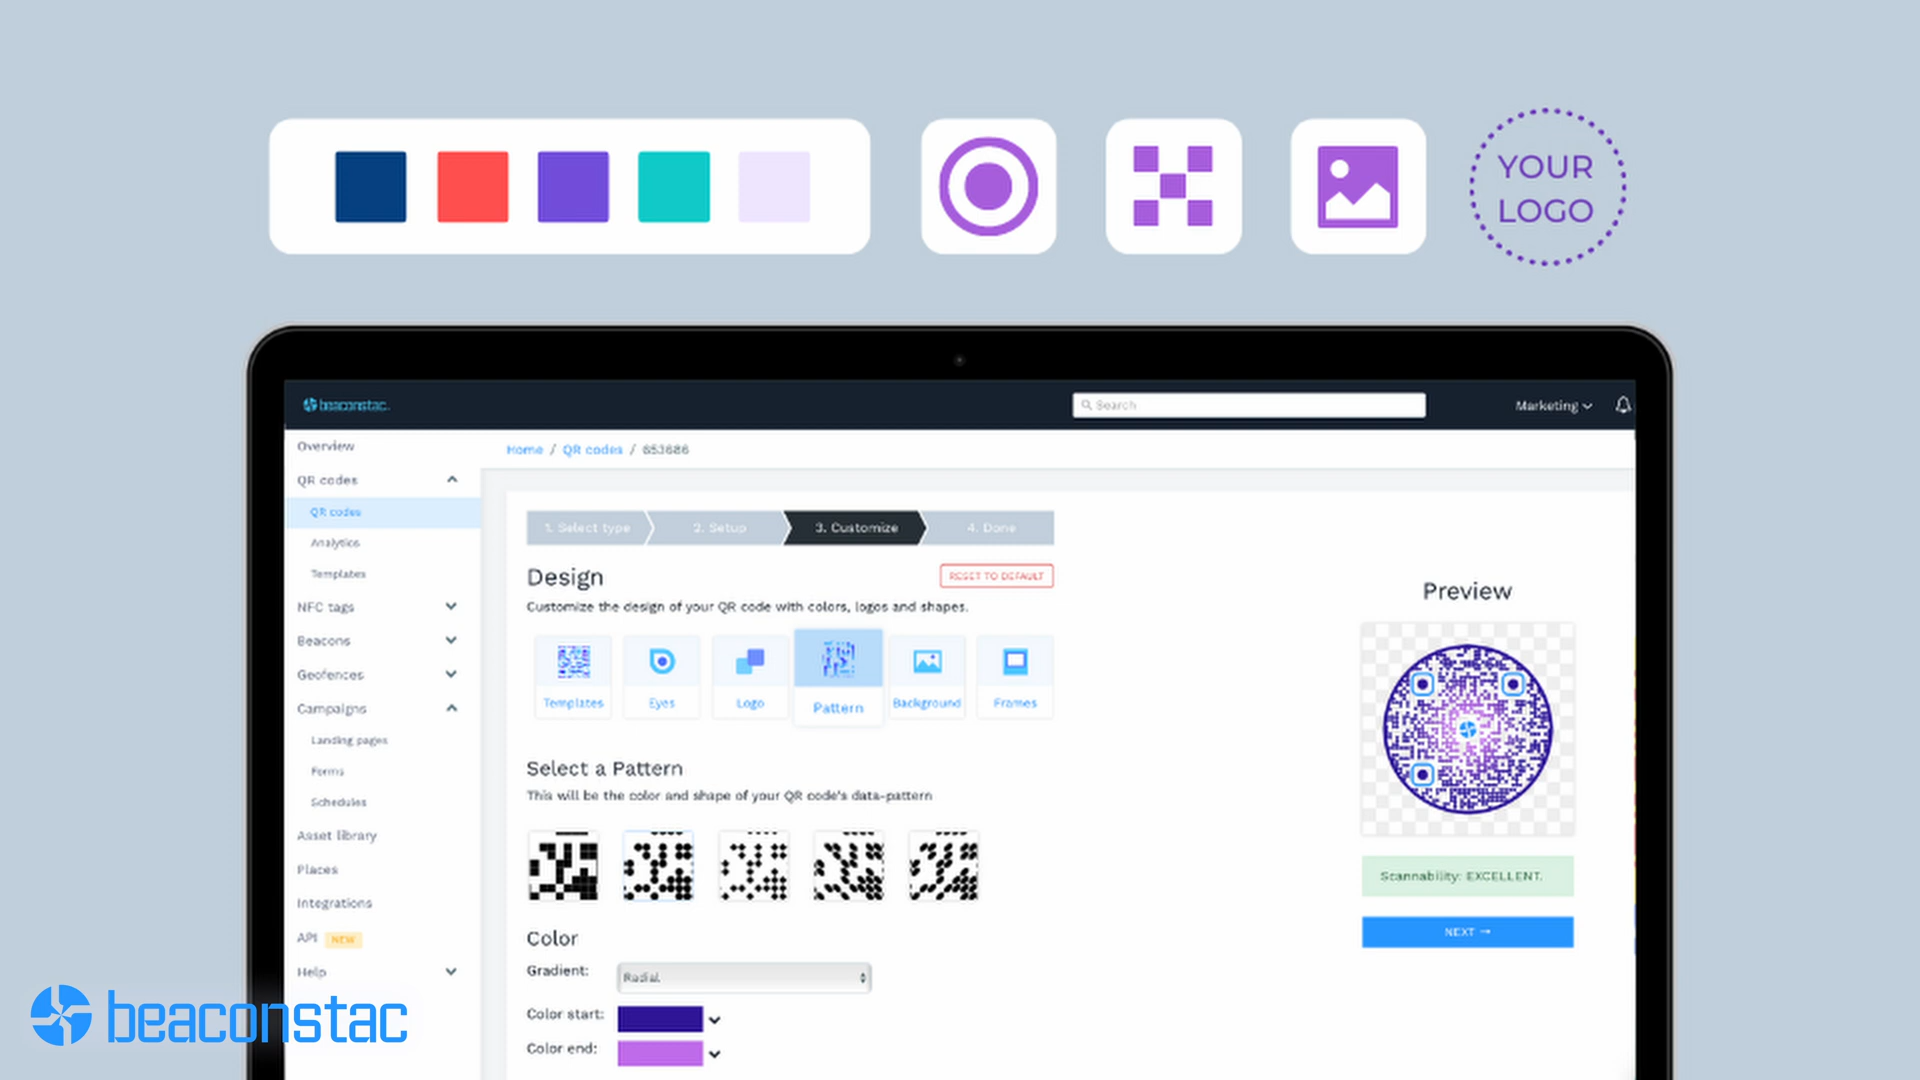 YOUR
LOGO
beaconstac.
Search
Marketing
Overview
Home / QR codes / 653686
QR codes
QR codes
Analytics
Templates
NFC tags
Beacons
Geofences
Campaigns
Landing pages
Forms
Schedules
Asset library
Places
Integrations
API NEW
Help
1. Select type 2. Setup 3. Customize 4. Done
Design
RESET TO DEFAULT
Customize the design of your QR code with colors, logos and shapes.
Templates Eyes Logo Pattern Background Frames
Select a Pattern
This will be the color and shape of your QR code's data-pattern
Color
Gradient: Radial
Color start:
Color end:
Preview
Scannability: EXCELLENT.
NEXT →
beaconstac